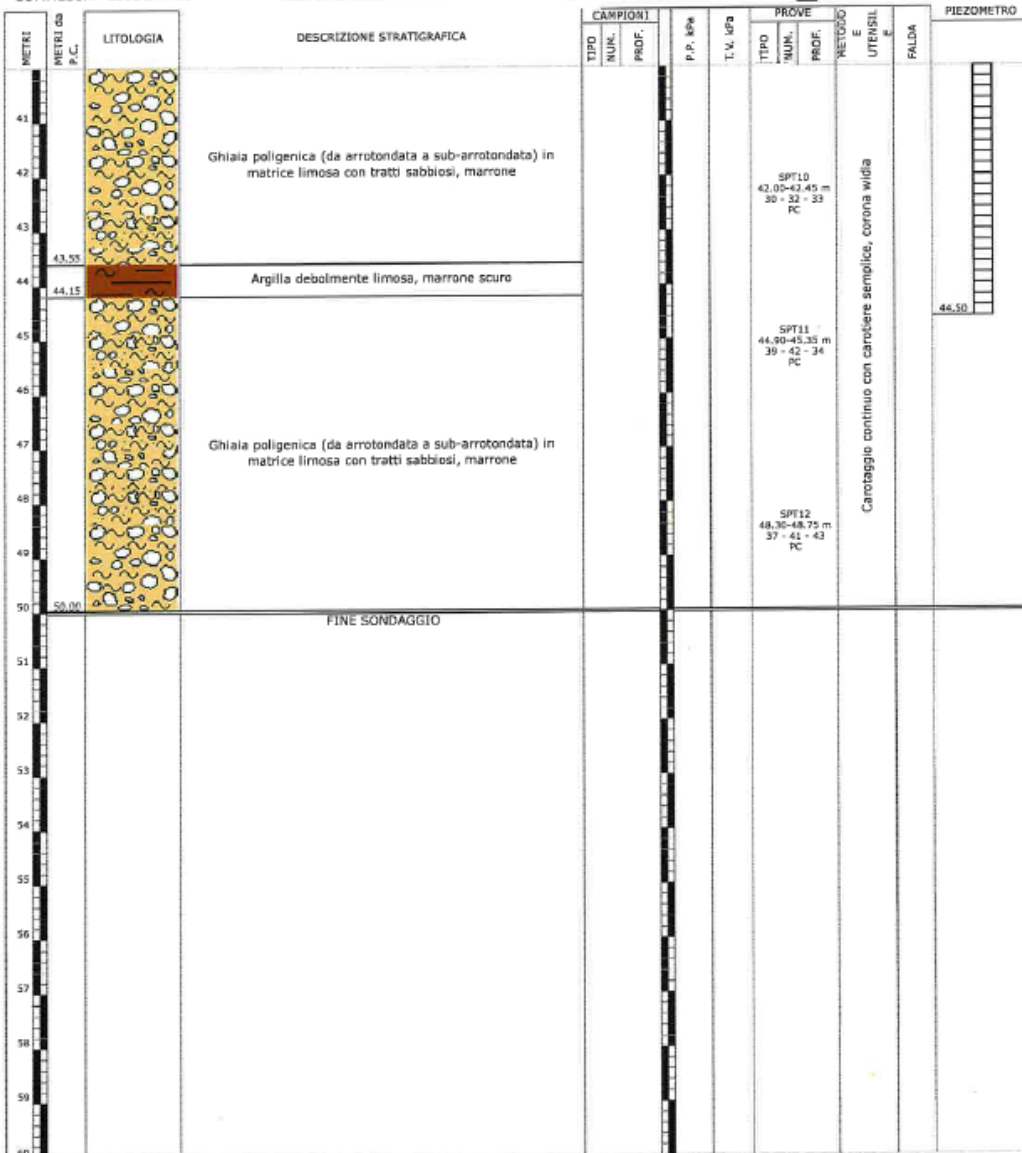 METRI
METRI da
P.C.
LITOLOGIA
DESCRIZIONE STRATIGRAFICA
CAMPIONI
TIPO
NUM.
PROF.
P.P. kPa
T.V. kPa
PROVE
TIPO
NUM.
PROF.
METODO
E
UTENSIL
E
FALDA
PIEZOMETRO
41
42
43
44
45
46
47
48
49
50
51
52
53
54
55
56
57
58
59
60
43.55
44.15
50.00
Ghiaia poligenica (da arrotondata a sub-arrotondata) in
matrice limosa con tratti sabbiosi, marrone
Argilla debolmente limosa, marrone scuro
Ghiaia poligenica (da arrotondata a sub-arrotondata) in
matrice limosa con tratti sabbiosi, marrone
FINE SONDAGGIO
SPT10
42.00-42.45 m
30 - 32 - 33
PC
SPT11
44.90-45.35 m
39 - 42 - 34
PC
SPT12
48.30-48.75 m
37 - 41 - 43
PC
Carotaggio continuo con carotiere semplice, corona widia
44.50